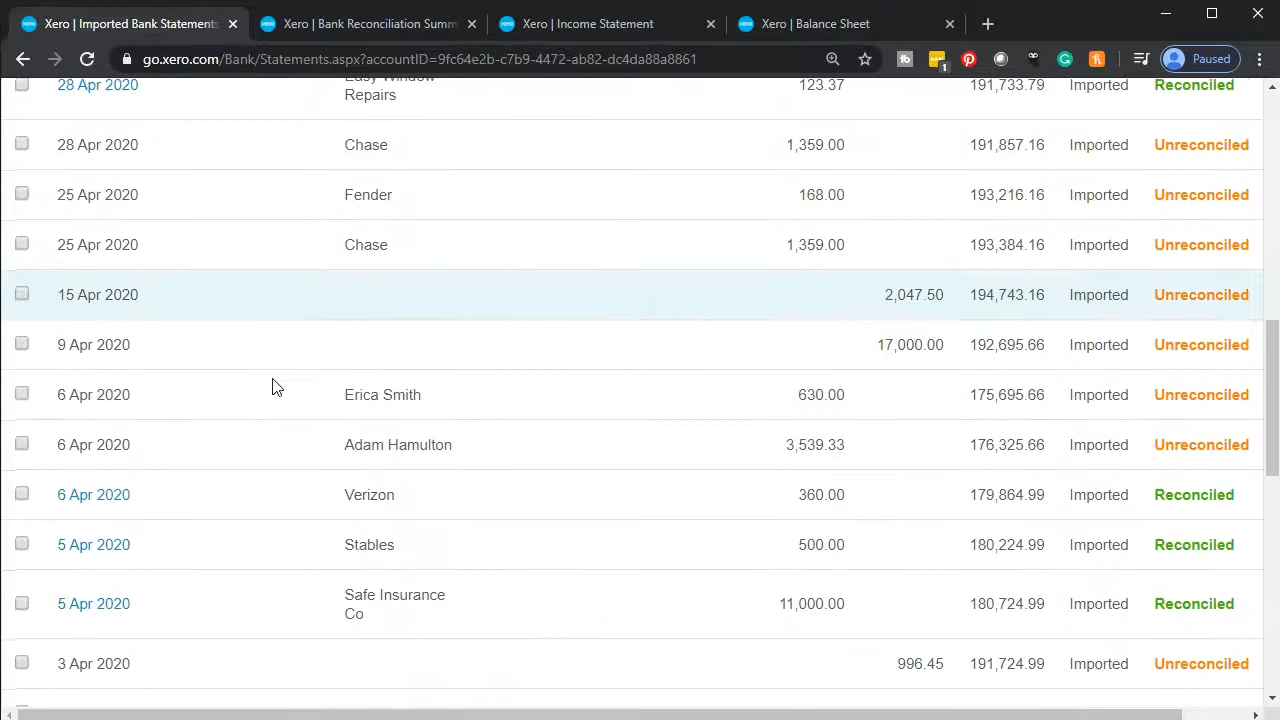 Xero | Imported Bank Statements
Xero | Bank Reconciliation Summ
Xero | Income Statement
Xero | Balance Sheet
go.xero.com/Bank/Statements.aspx?accountID=9fc64e2b-c7b9-4472-ab82-dc4da88a8861
1
Paused
28 Apr 2020 Easy Window Repairs 123.37 191,733.79 Imported Reconciled
28 Apr 2020 Chase 1,359.00 191,857.16 Imported Unreconciled
25 Apr 2020 Fender 168.00 193,216.16 Imported Unreconciled
25 Apr 2020 Chase 1,359.00 193,384.16 Imported Unreconciled
15 Apr 2020 2,047.50 194,743.16 Imported Unreconciled
9 Apr 2020 17,000.00 192,695.66 Imported Unreconciled
6 Apr 2020 Erica Smith 630.00 175,695.66 Imported Unreconciled
6 Apr 2020 Adam Hamulton 3,539.33 176,325.66 Imported Unreconciled
6 Apr 2020 Verizon 360.00 179,864.99 Imported Reconciled
5 Apr 2020 Stables 500.00 180,224.99 Imported Reconciled
5 Apr 2020 Safe Insurance Co 11,000.00 180,724.99 Imported Reconciled
3 Apr 2020 996.45 191,724.99 Imported Unreconciled